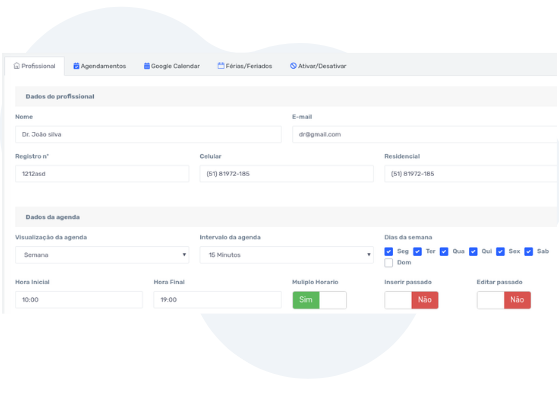 Profissional Agendamentos Google Calendar Férias/Feriados Ativar/Desativar
Dados do profissional
Nome E-mail
Dr. João silva dr@gmail.com
Registro nº Celular Residencial
1212asd (51) 81972-185 (51) 81972-185
Dados da agenda
Visualização da agenda Intervalo da agenda Dias da semana
Semana 15 Minutos Seg Ter Qua Qui Sex Sab
Dom
Hora Inicial Hora Final Muliple Horario Inserir passado Editar passado
10:00 19:00 Sim Não Não